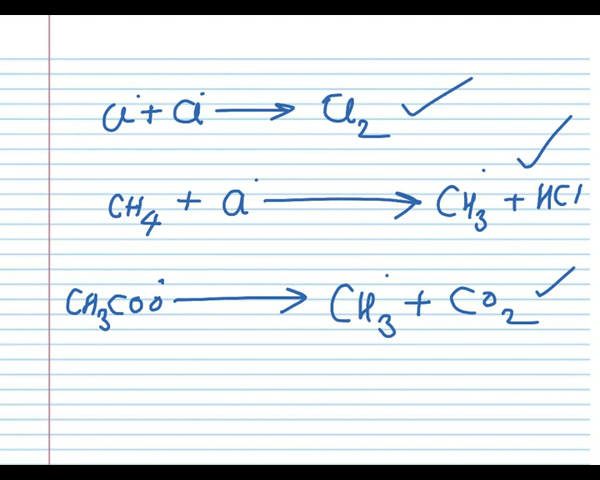 Cl˙ + Cl˙ → Cl₂ ✓
CH₄ + Cl˙ → CH₃˙ + HCl ✓
CH₃COO˙ → CH₃˙ + CO₂ ✓